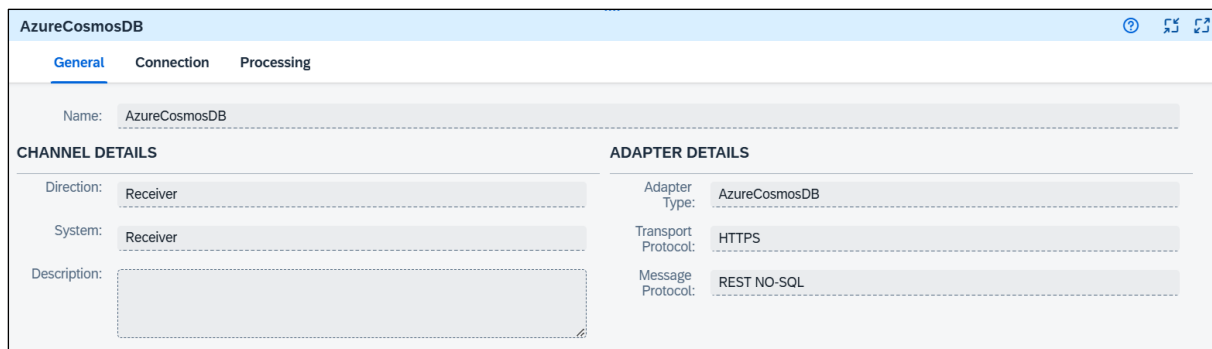 AzureCosmosDB
General Connection Processing
Name: AzureCosmosDB
CHANNEL DETAILS
Direction: Receiver
System: Receiver
Description:
ADAPTER DETAILS
Adapter
Type: AzureCosmosDB
Transport
Protocol: HTTPS
Message
Protocol: REST NO-SQL